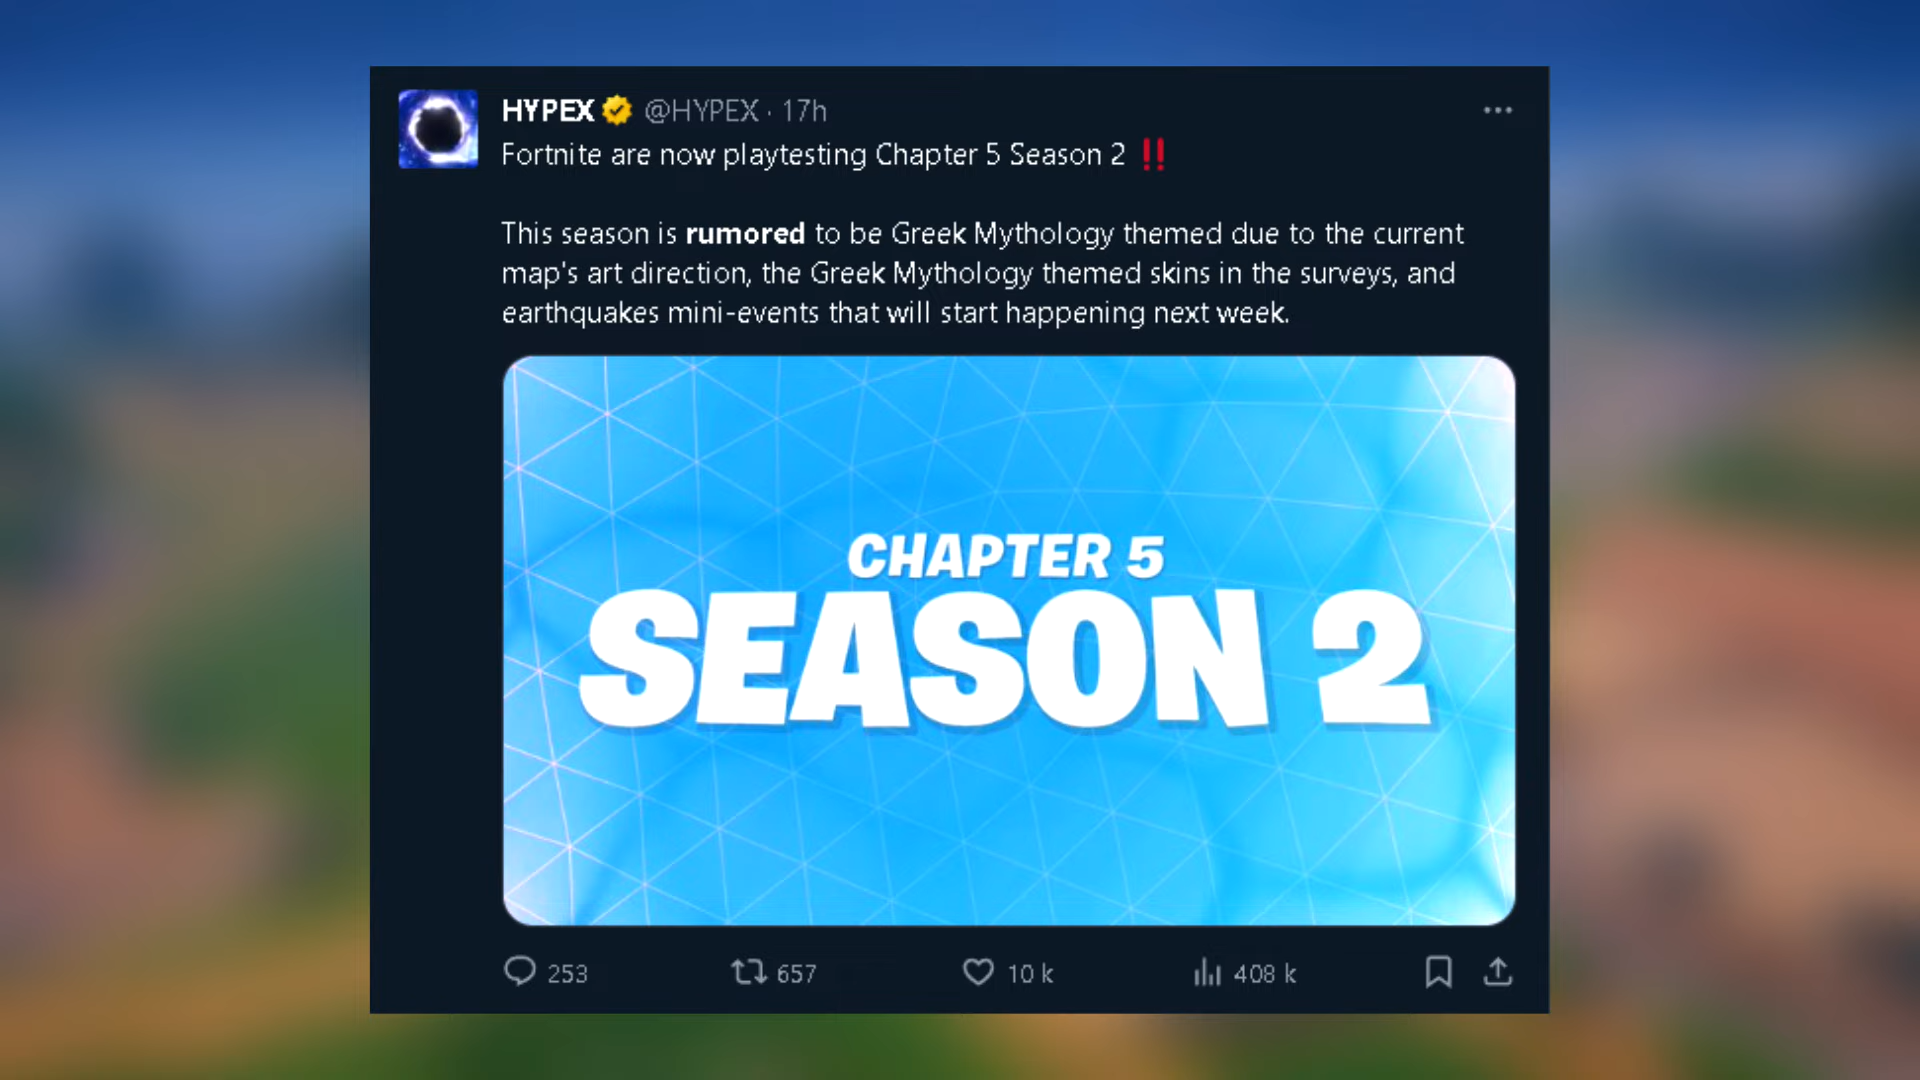 HYPEX @HYPEX · 17h
Fortnite are now playtesting Chapter 5 Season 2 ‼️
This season is rumored to be Greek Mythology themed due to the current
map's art direction, the Greek Mythology themed skins in the surveys, and
earthquakes mini-events that will start happening next week.
CHAPTER 5
SEASON 2
253 657 10 k 408 k